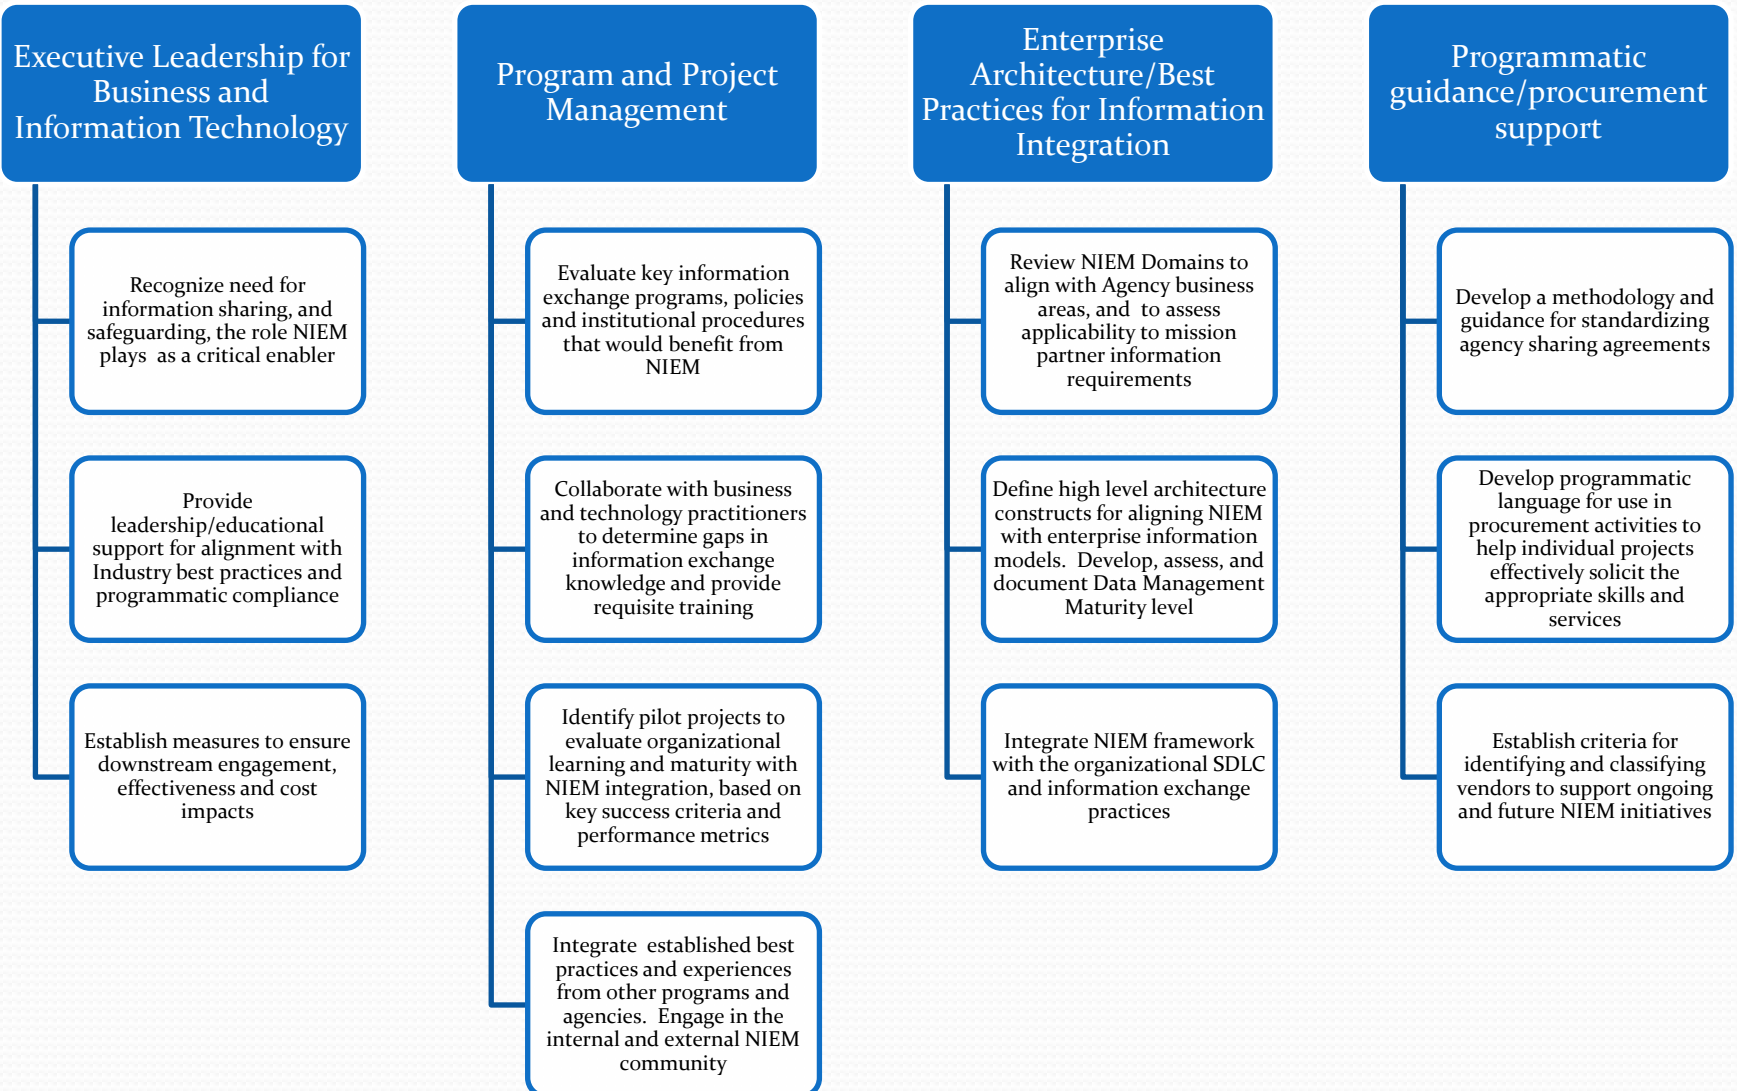 Executive Leadership for
Business and
Information Technology
Recognize need for
information sharing, and
safeguarding, the role NIEM
plays as a critical enabler
Provide
leadership/educational
support for alignment with
Industry best practices and
programmatic compliance
Establish measures to ensure
downstream engagement,
effectiveness and cost
impacts
Program and Project
Management
Evaluate key information
exchange programs, policies
and institutional procedures
that would benefit from
NIEM
Collaborate with business
and technology practitioners
to determine gaps in
information exchange
knowledge and provide
requisite training
Identify pilot projects to
evaluate organizational
learning and maturity with
NIEM integration, based on
key success criteria and
performance metrics
Integrate established best
practices and experiences
from other programs and
agencies. Engage in the
internal and external NIEM
community
Enterprise
Architecture/Best
Practices for Information
Integration
Review NIEM Domains to
align with Agency business
areas, and to assess
applicability to mission
partner information
requirements
Define high level architecture
constructs for aligning NIEM
with enterprise information
models. Develop, assess, and
document Data Management
Maturity level
Integrate NIEM framework
with the organizational SDLC
and information exchange
practices
Programmatic
guidance/procurement
support
Develop a methodology and
guidance for standardizing
agency sharing agreements
Develop programmatic
language for use in
procurement activities to
help individual projects
effectively solicit the
appropriate skills and
services
Establish criteria for
identifying and classifying
vendors to support ongoing
and future NIEM initiatives